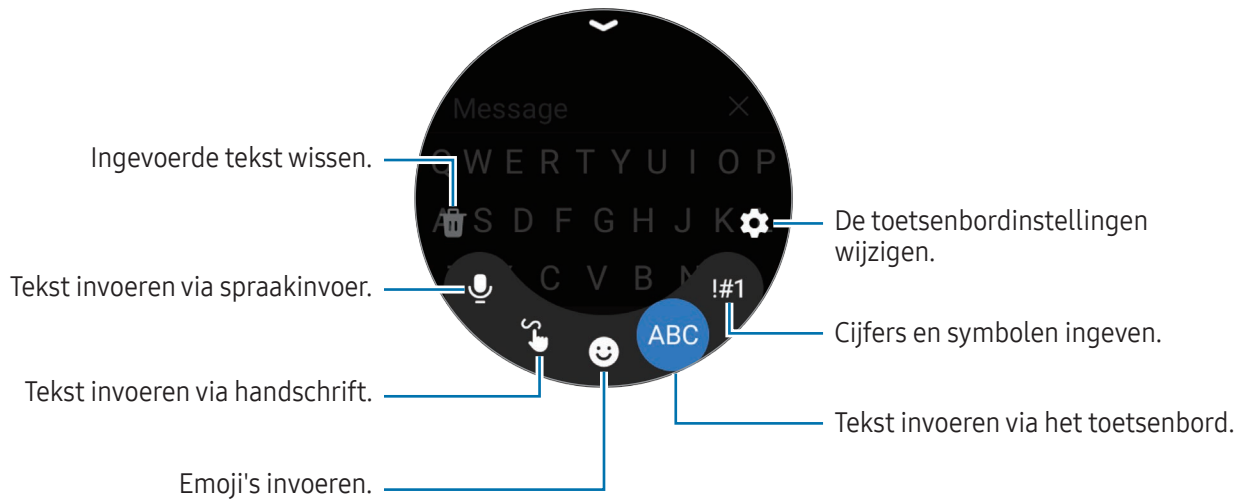 Message
Q W E R T Y U I O P
Ingevoerde tekst wissen.
A S D F G H J K
De toetsenbordinstellingen
wijzigen.
C V B N
Tekst invoeren via spraakinvoer.
!#1
ABC
Cijfers en symbolen ingeven.
Tekst invoeren via handschrift.
Tekst invoeren via het toetsenbord.
Emoji's invoeren.